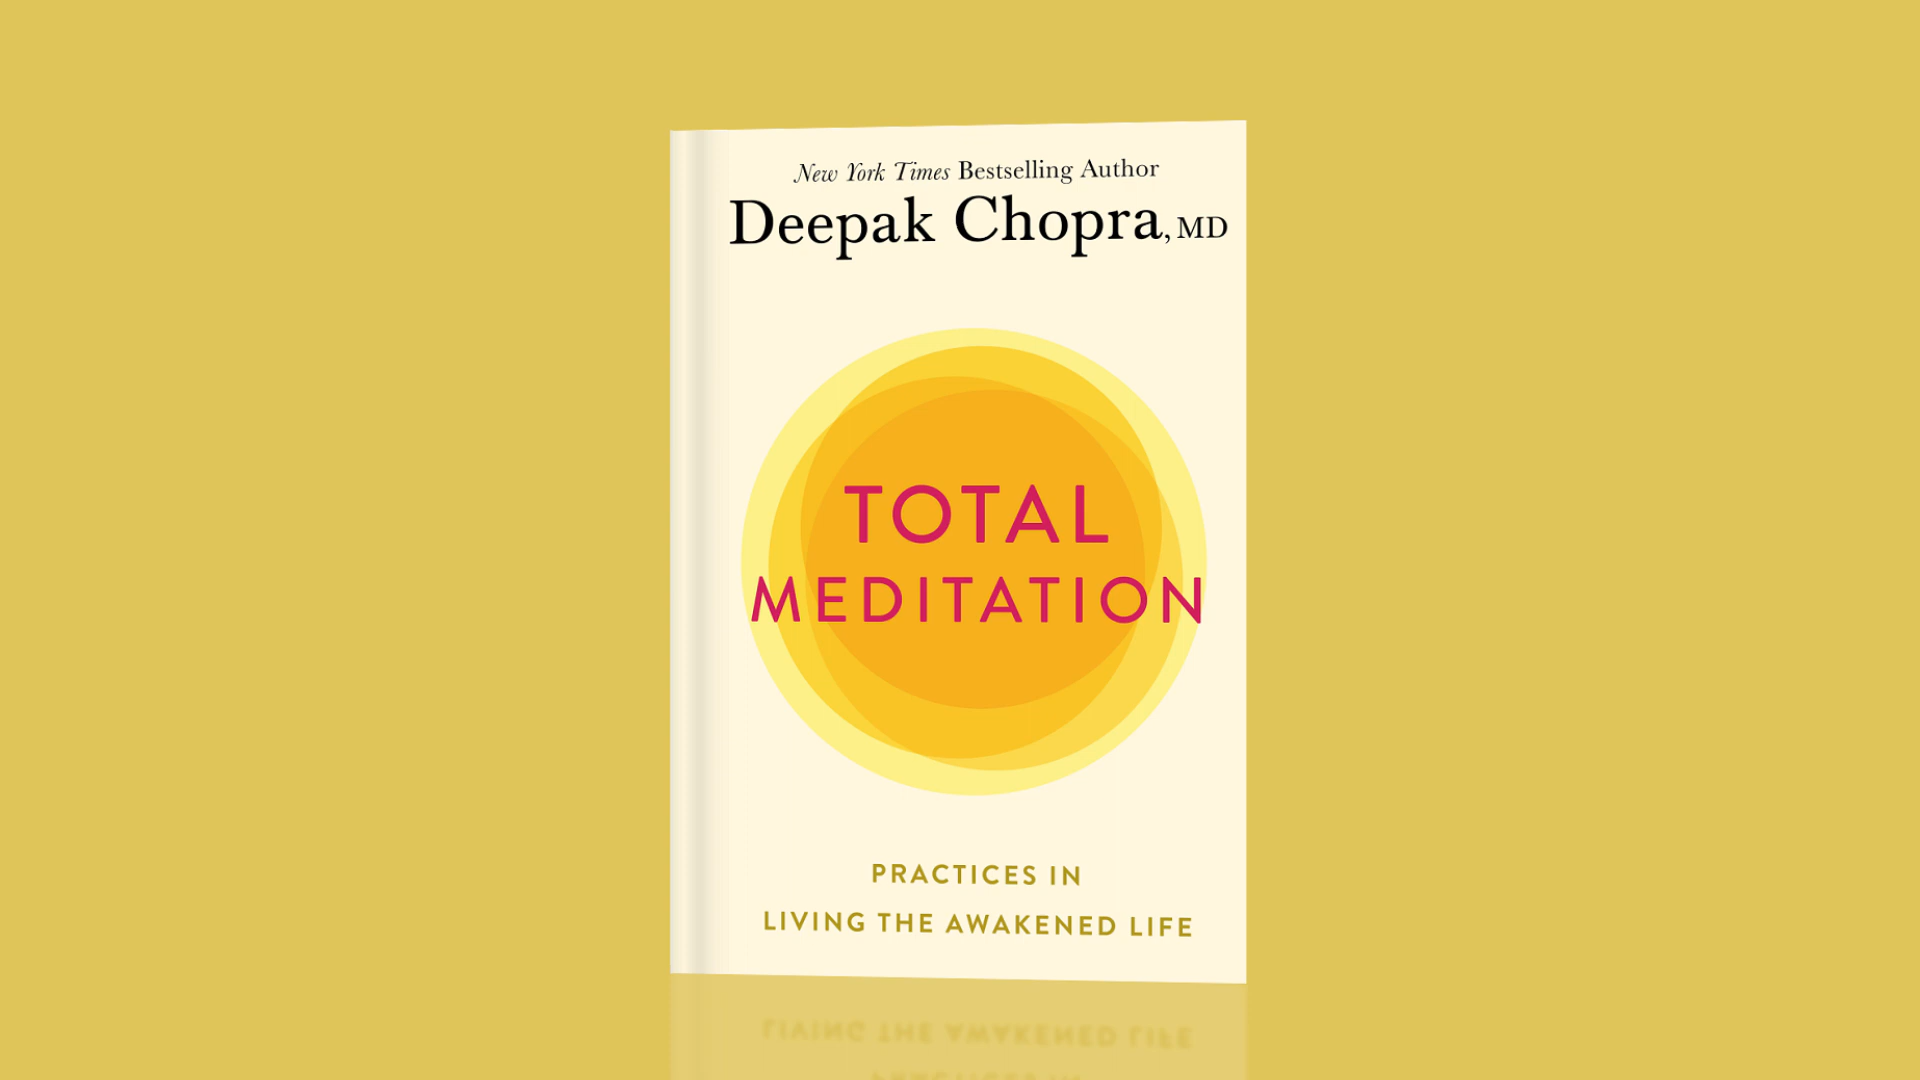 New York Times Bestselling Author
Deepak Chopra, MD
TOTAL
MEDITATION
PRACTICES IN
LIVING THE AWAKENED LIFE